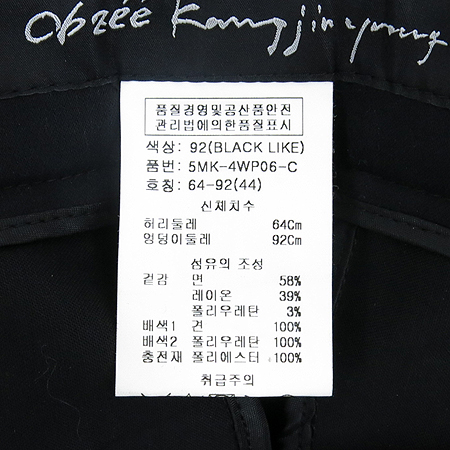 Obzéé Kangjinyoung
품질경영및공산품안전
관리법에의한품질표시
색상: 92(BLACK LIKE)
품번: 5MK-4WP06-C
호칭: 64-92(44)
신체치수
허리둘레 64Cm
엉덩이둘레 92Cm
섬유의 조성
겉감 면 58%
레이온 39%
폴리우레탄 3%
배색1 견 100%
배색2 폴리우레탄 100%
충전재 폴리에스터 100%
취급주의